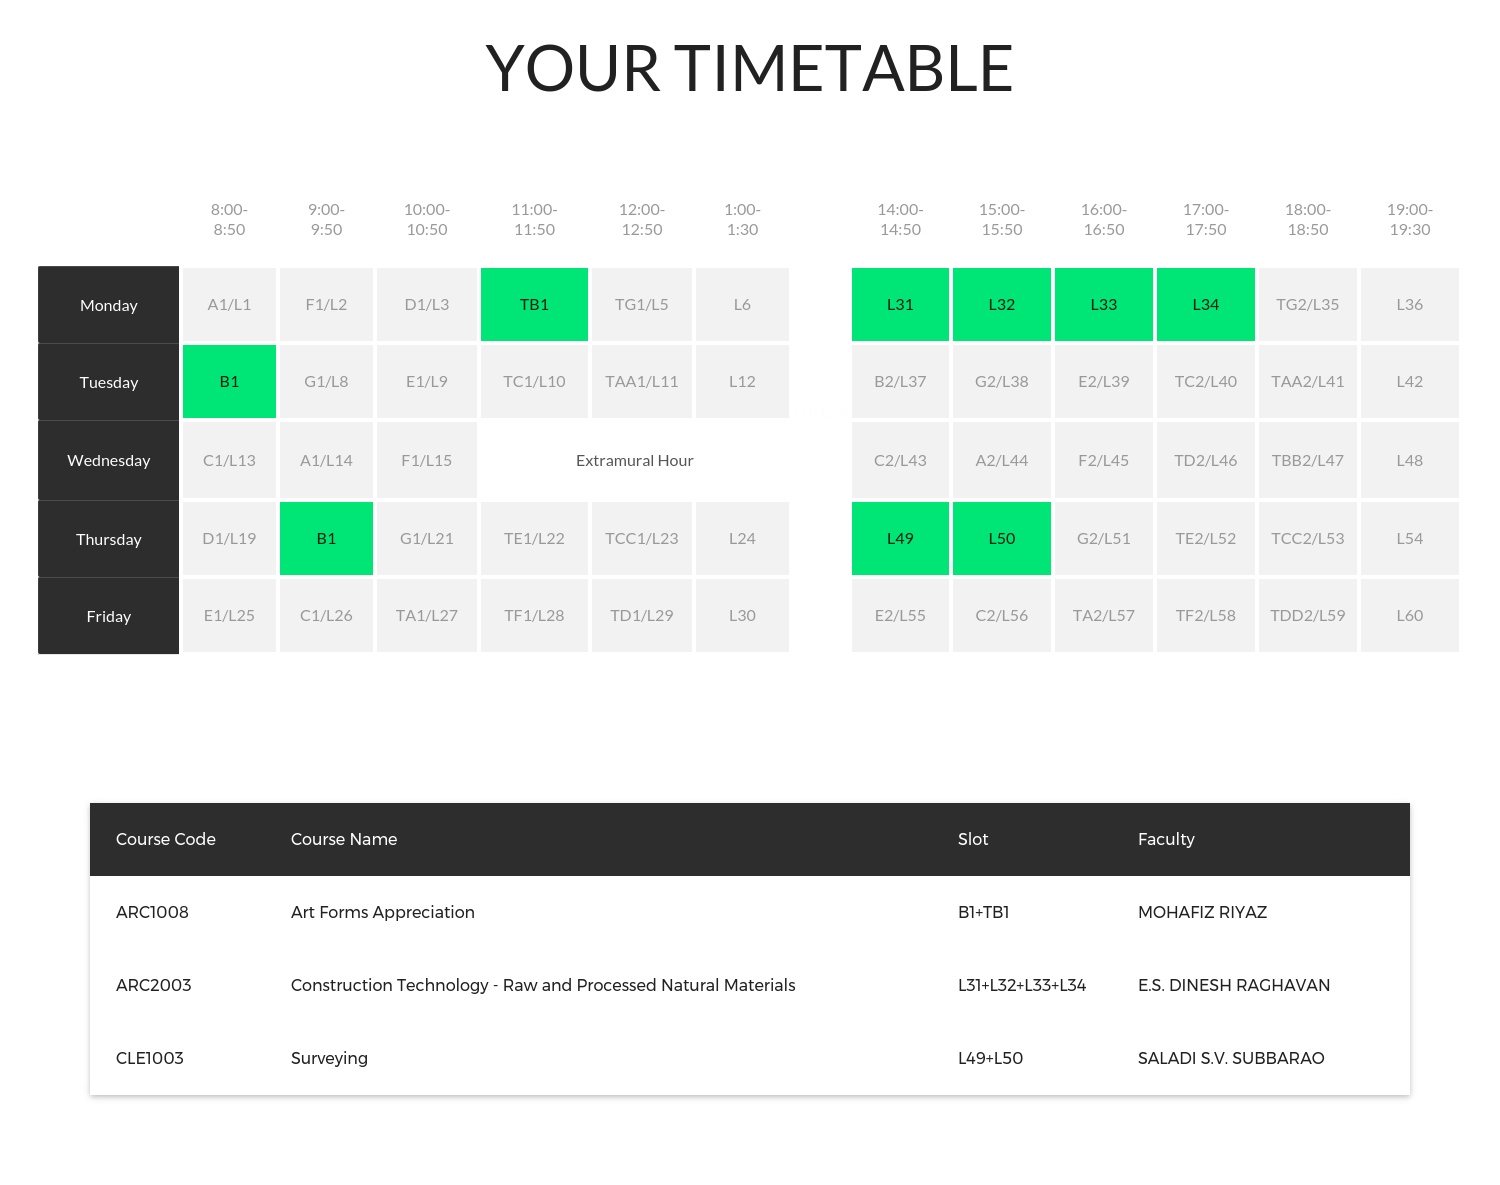 YOUR TIMETABLE
8:00- 9:00- 10:00- 11:00- 12:00- 1:00- 14:00- 15:00- 16:00- 17:00- 18:00- 19:00-
8:50 9:50 10:50 11:50 12:50 1:30 14:50 15:50 16:50 17:50 18:50 19:30
Monday A1/L1 F1/L2 D1/L3 TB1 TG1/L5 L6 L31 L32 L33 L34 TG2/L35 L36
Tuesday B1 G1/L8 E1/L9 TC1/L10 TAA1/L11 L12 B2/L37 G2/L38 E2/L39 TC2/L40 TAA2/L41 L42
Wednesday C1/L13 A1/L14 F1/L15 Extramural Hour C2/L43 A2/L44 F2/L45 TD2/L46 TBB2/L47 L48
Thursday D1/L19 B1 G1/L21 TE1/L22 TCC1/L23 L24 L49 L50 G2/L51 TE2/L52 TCC2/L53 L54
Friday E1/L25 C1/L26 TA1/L27 TF1/L28 TD1/L29 L30 E2/L55 C2/L56 TA2/L57 TF2/L58 TDD2/L59 L60
Course Code Course Name Slot Faculty
ARC1008 Art Forms Appreciation B1+TB1 MOHAFIZ RIYAZ
ARC2003 Construction Technology - Raw and Processed Natural Materials L31+L32+L33+L34 E.S. DINESH RAGHAVAN
CLE1003 Surveying L49+L50 SALADI S.V. SUBBARAO